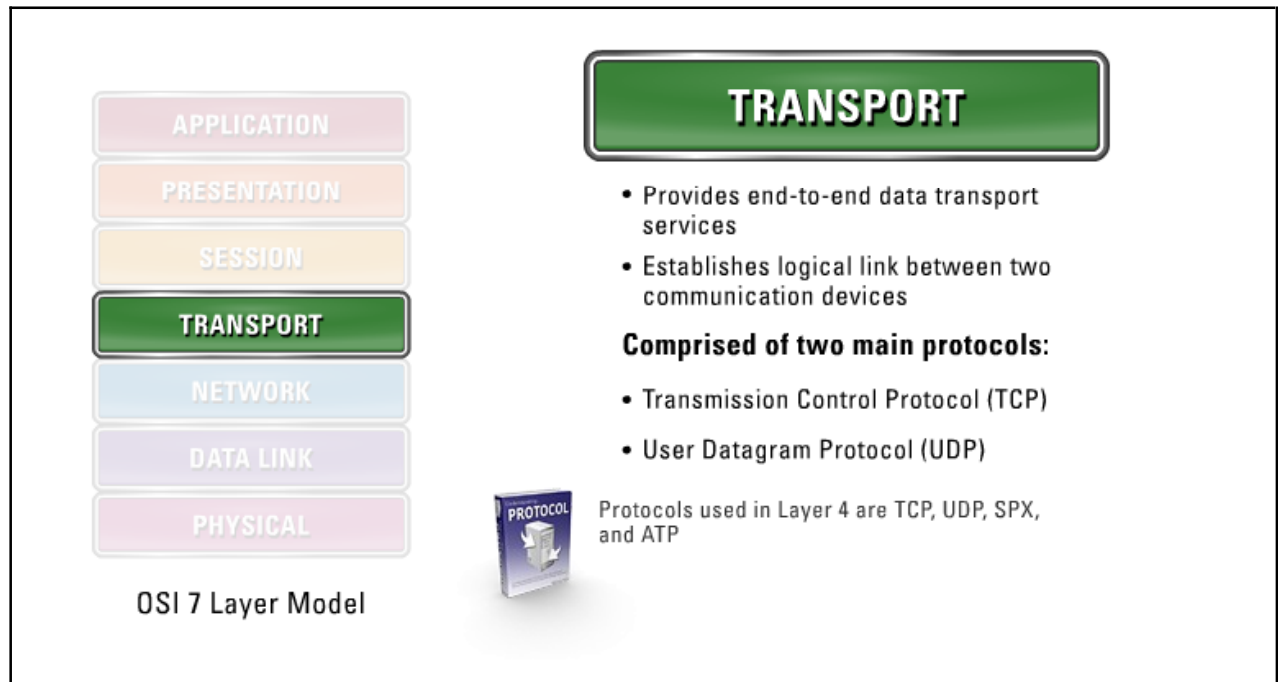 APPLICATION
PRESENTATION
SESSION
TRANSPORT
NETWORK
DATA LINK
PHYSICAL
OSI 7 Layer Model
TRANSPORT
• Provides end-to-end data transport
services
• Establishes logical link between two
communication devices
Comprised of two main protocols:
• Transmission Control Protocol (TCP)
• User Datagram Protocol (UDP)
PROTOCOL
Protocols used in Layer 4 are TCP, UDP, SPX,
and ATP